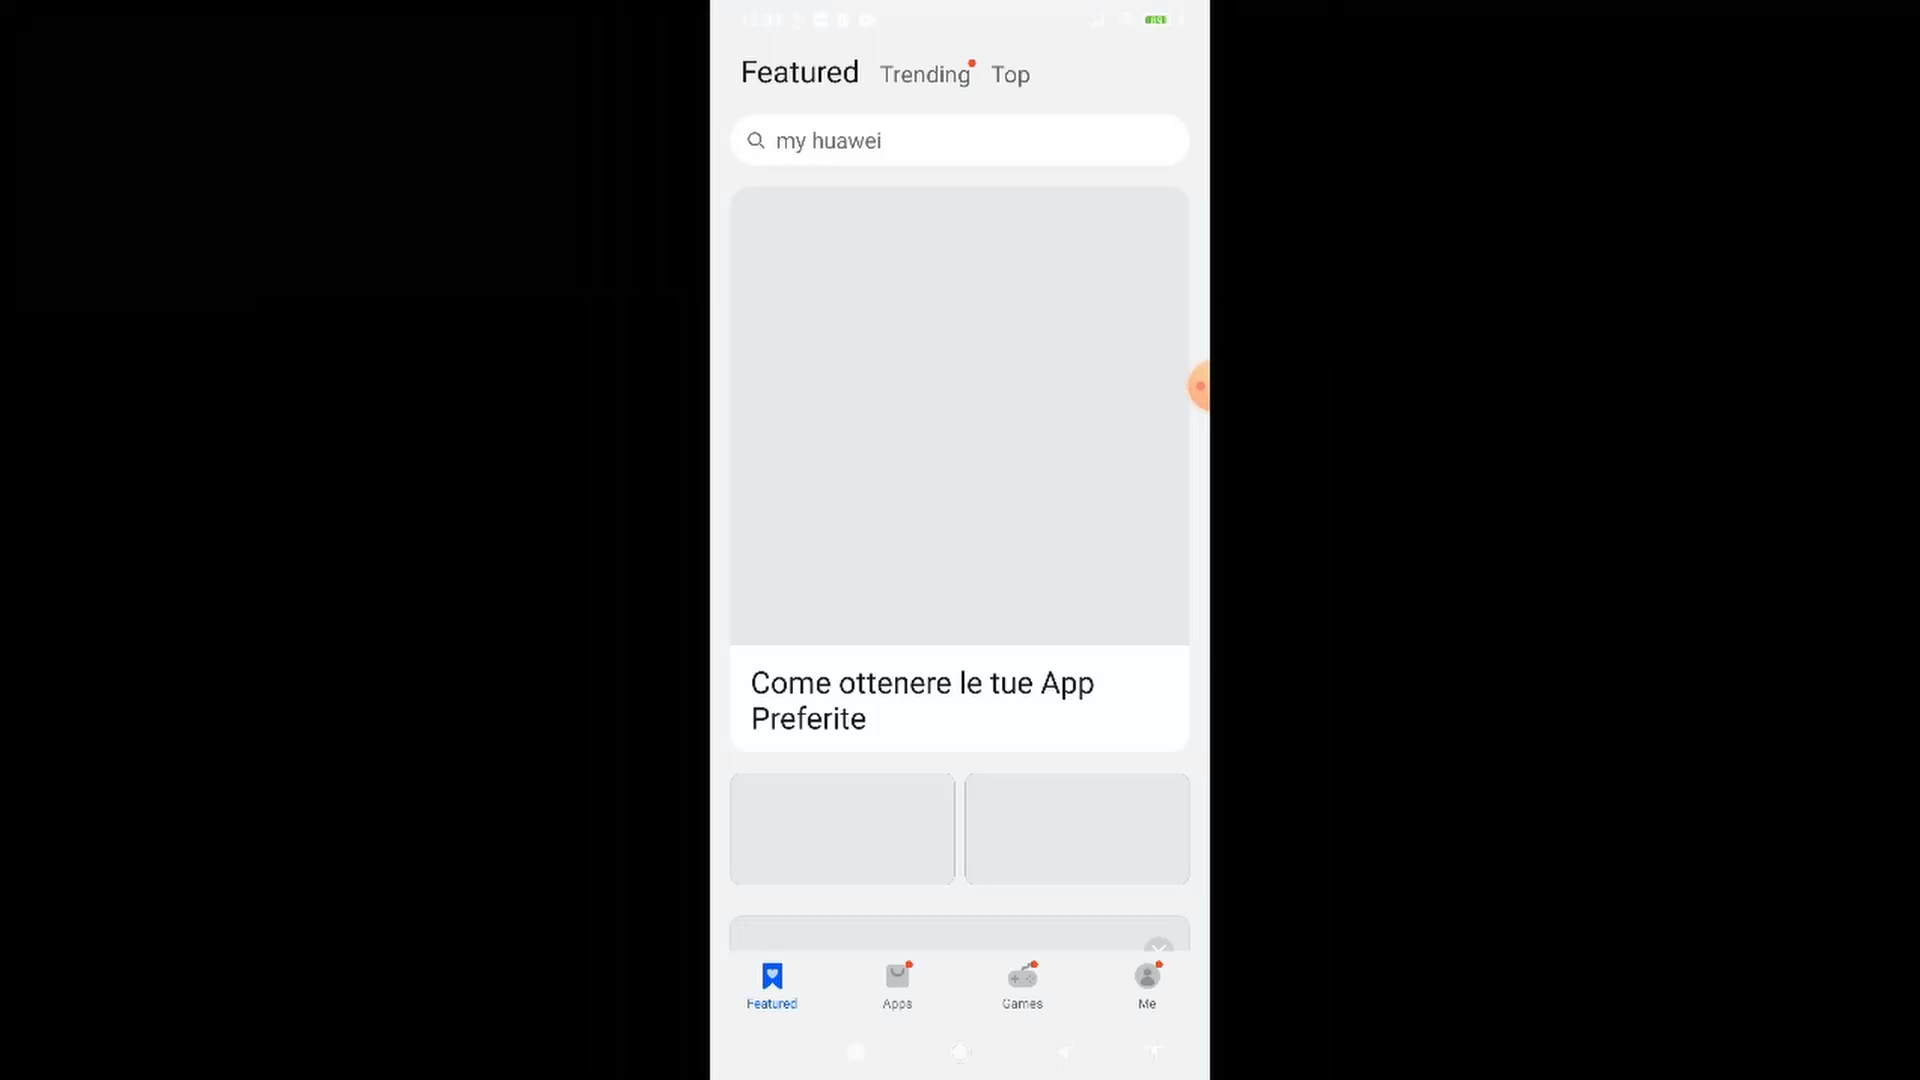 Featured Trending Top
my huawei
Come ottenere le tue App
Preferite
Featured Apps Games Me